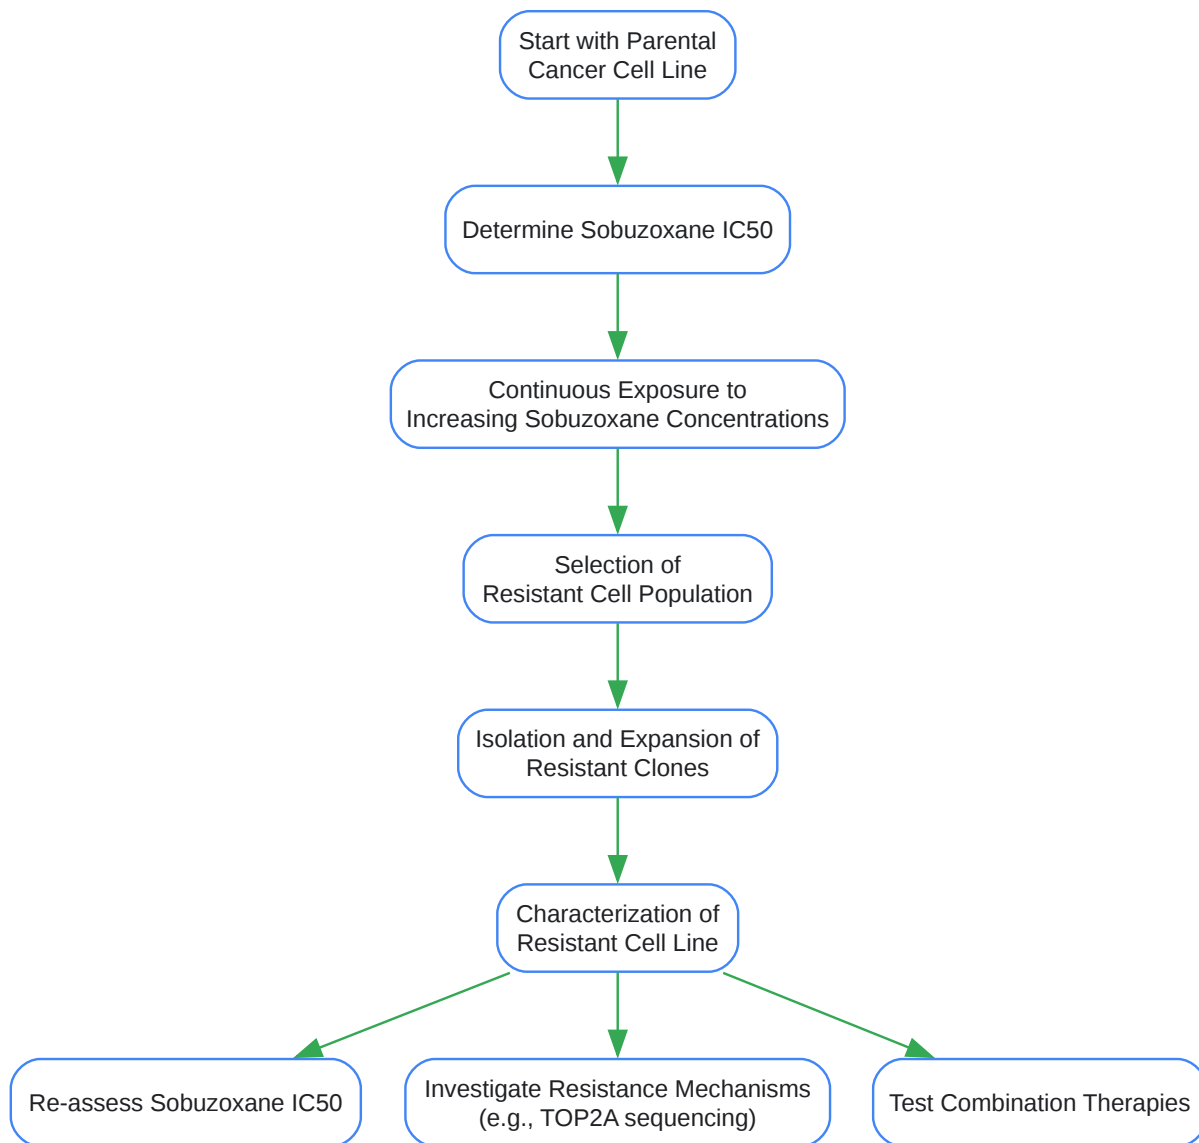 Start with Parental
Cancer Cell Line
Determine Sobuzoxane IC50
Continuous Exposure to
Increasing Sobuzoxane Concentrations
Selection of
Resistant Cell Population
Isolation and Expansion of
Resistant Clones
Characterization of
Resistant Cell Line
Re-assess Sobuzoxane IC50
Investigate Resistance Mechanisms
(e.g., TOP2A sequencing)
Test Combination Therapies